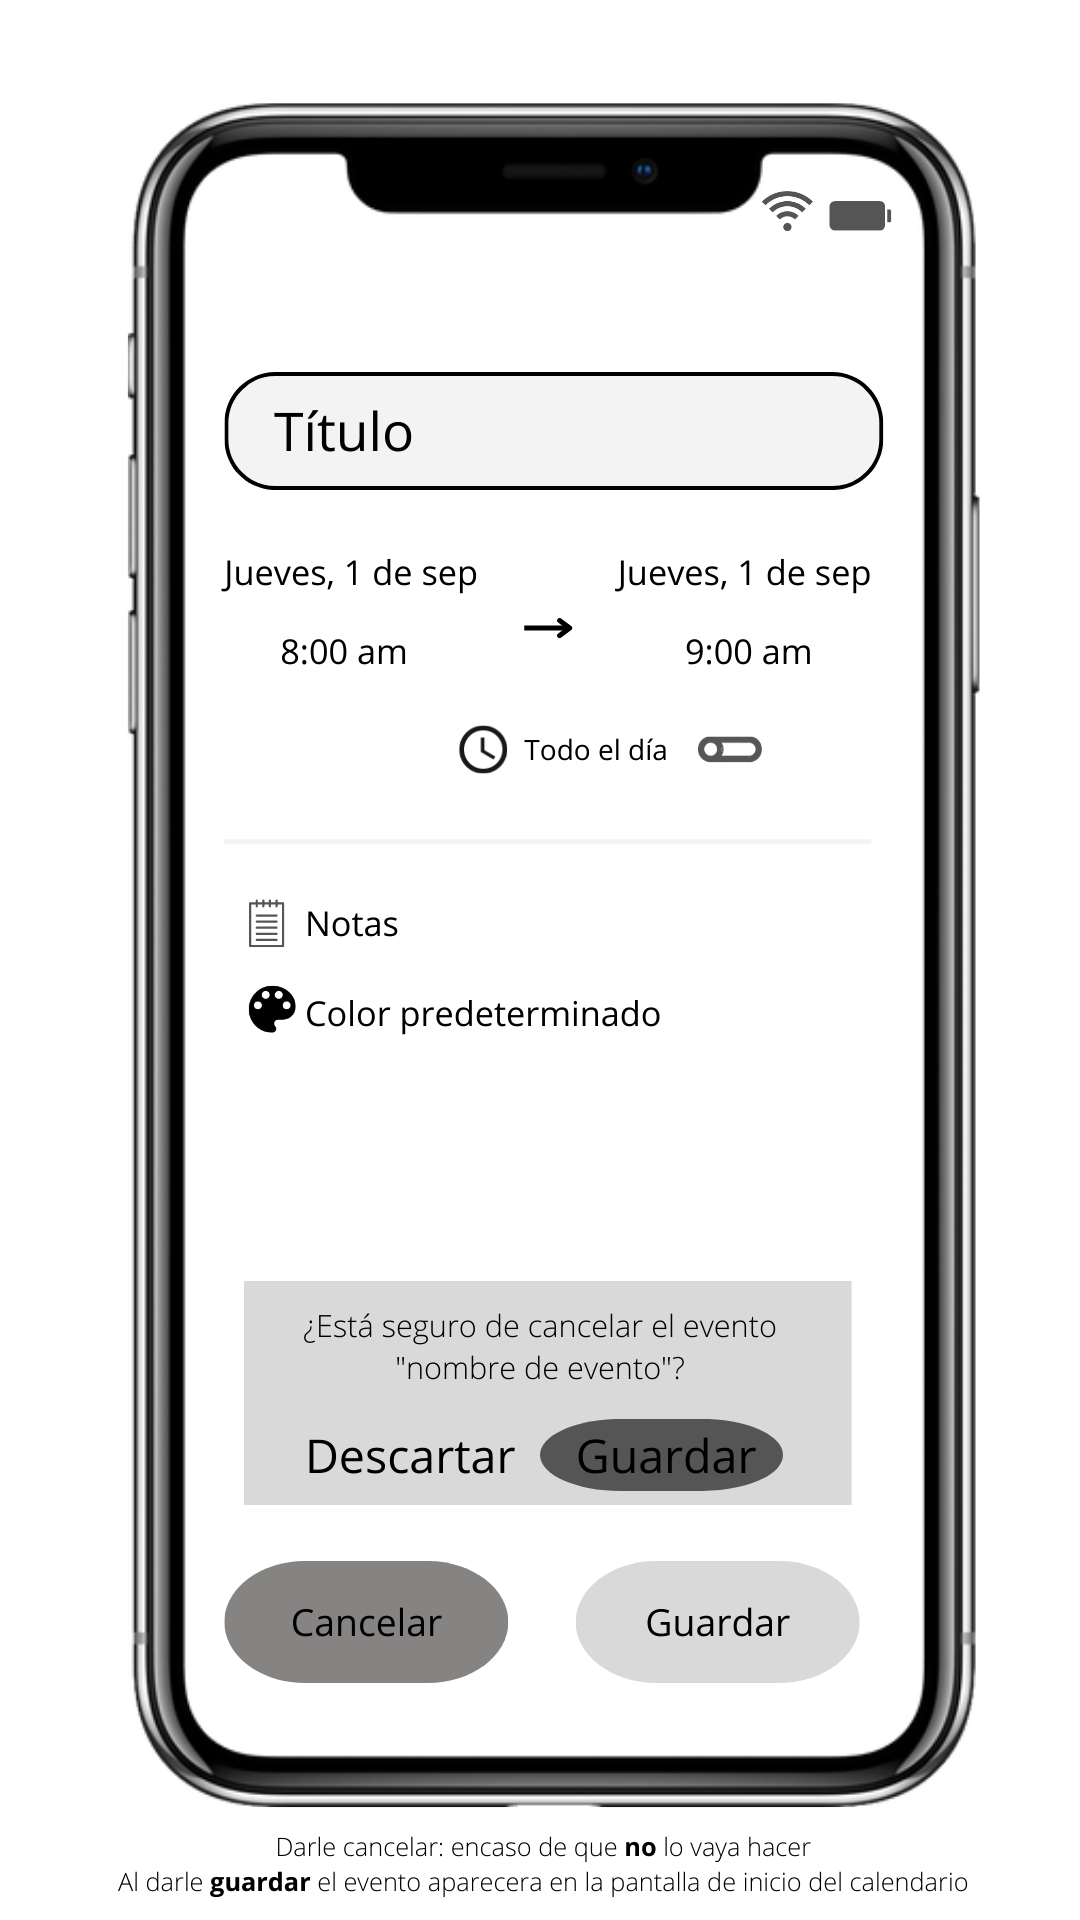 Título
Jueves, 1 de sep
Jueves, 1 de sep
8:00 am
9:00 am
Todo el día
Notas
Color predeterminado
¿Está seguro de cancelar el evento
"nombre de evento"?
Descartar Guardar
Cancelar
Guardar
Darle cancelar: encaso de que no lo vaya hacer
Al darle guardar el evento aparecera en la pantalla de inicio del calendario